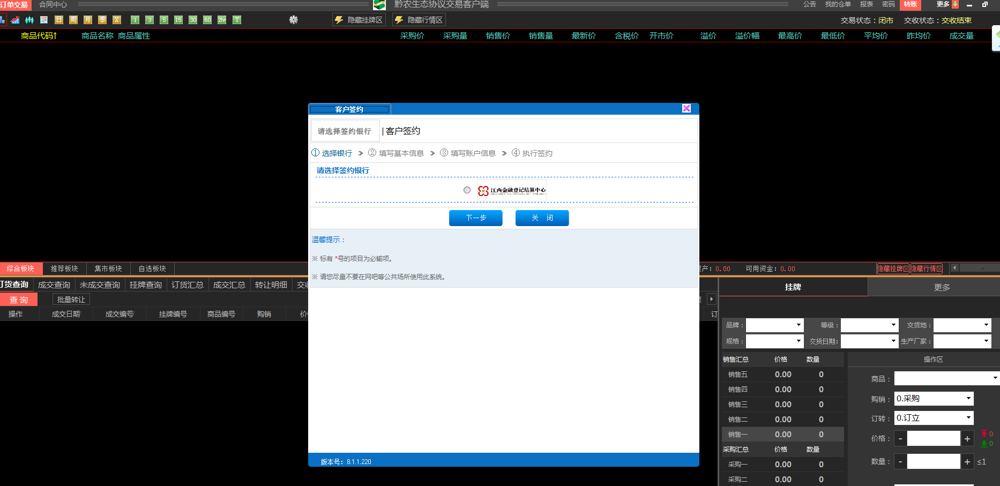 订单交易 合同中心 黔农生态协议交易客户端 公告 我的仓单 报表 密码 转账 更多
日 周 月 季 X 1 3 5 15 30 60 2hr Y 隐藏挂牌区 隐藏行情区 交易状态：闭市 交收状态：交收结束
商品代码↑ 商品名称 商品属性 采购价 采购量 销售价 销售量 最新价 含税价 开市价 溢价 溢价幅 最高价 最低价 平均价 昨均价 成交量
客户签约
请选择签约银行 | 客户签约
① 选择银行 > ② 填写基本信息 > ③ 填写账户信息 > ④ 执行签约
请选择签约银行
江西金融登记结算中心
下一步 关 闭
温馨提示：
※ 标有 *号的项目为必输项。
※ 请您尽量不要在网吧等公共场所使用此系统。
版本号：8.1.1.220
综合板块 推荐板块 集市板块 自选板块 资产：0.00 可用资金：0.00 隐藏挂牌区 隐藏行情区
订货查询 成交查询 未成交查询 挂牌查询 订货汇总 成交汇总 转让明细 交收
查 询 批量转让
操作 成交日期 成交编号 挂牌编号 商品编号 购销 价 订
挂牌 更多
品牌： 等级： 交货地：
规格： 交货日期： 生产厂家：
销售汇总 价格 数量
销售五 0.00 0
销售四 0.00 0
销售三 0.00 0
销售二 0.00 0
销售一 0.00 0
采购汇总 价格 数量
采购一 0.00 0
采购二 0.00 0
操作区
商品：
购销： 0.采购
订转： 0.订立
价格： - + 0
0
数量： - + ≤1